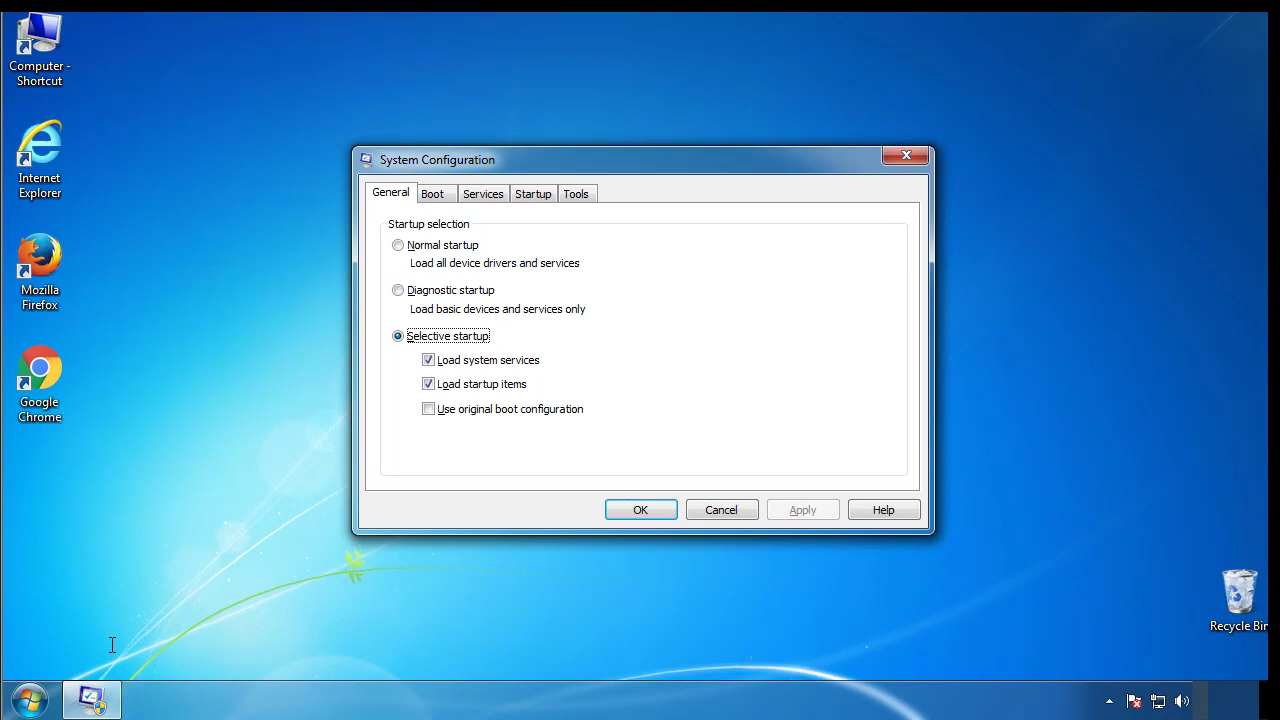 Computer -
Shortcut
Internet
Explorer
Mozilla
Firefox
Google
Chrome
System Configuration
General Boot Services Startup Tools
Startup selection
Normal startup
Load all device drivers and services
Diagnostic startup
Load basic devices and services only
Selective startup
Load system services
Load startup items
Use original boot configuration
OK Cancel Apply Help
Recycle Bin